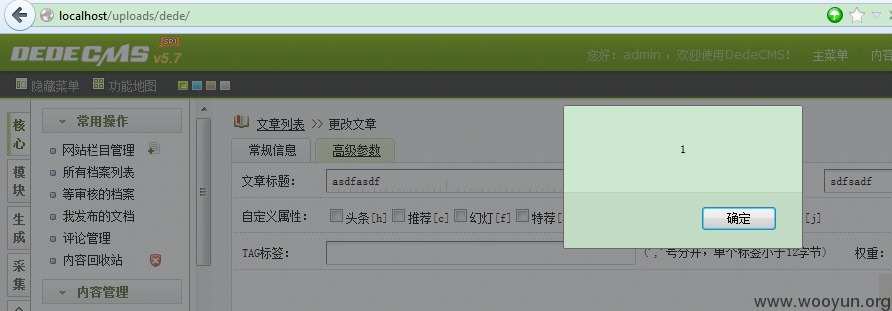 localhost/uploads/dede/
DEDECMS v5.7 SP1
您好：admin ，欢迎使用DedeCMS！ 主菜单 内容
隐藏菜单 功能地图
核心
模块
生成
采集
常用操作
网站栏目管理
所有档案列表
等审核的档案
我发布的文档
评论管理
内容回收站
内容管理
文章列表 >> 更改文章
常规信息 高级参数
文章标题： asdfasdf sdfsadf
自定义属性： 头条[h] 推荐[c] 幻灯[f] 特荐[ [j]
TAG标签： (','号分开，单个标签小于12字节) 权重：
1
确定
www.wooyun.org